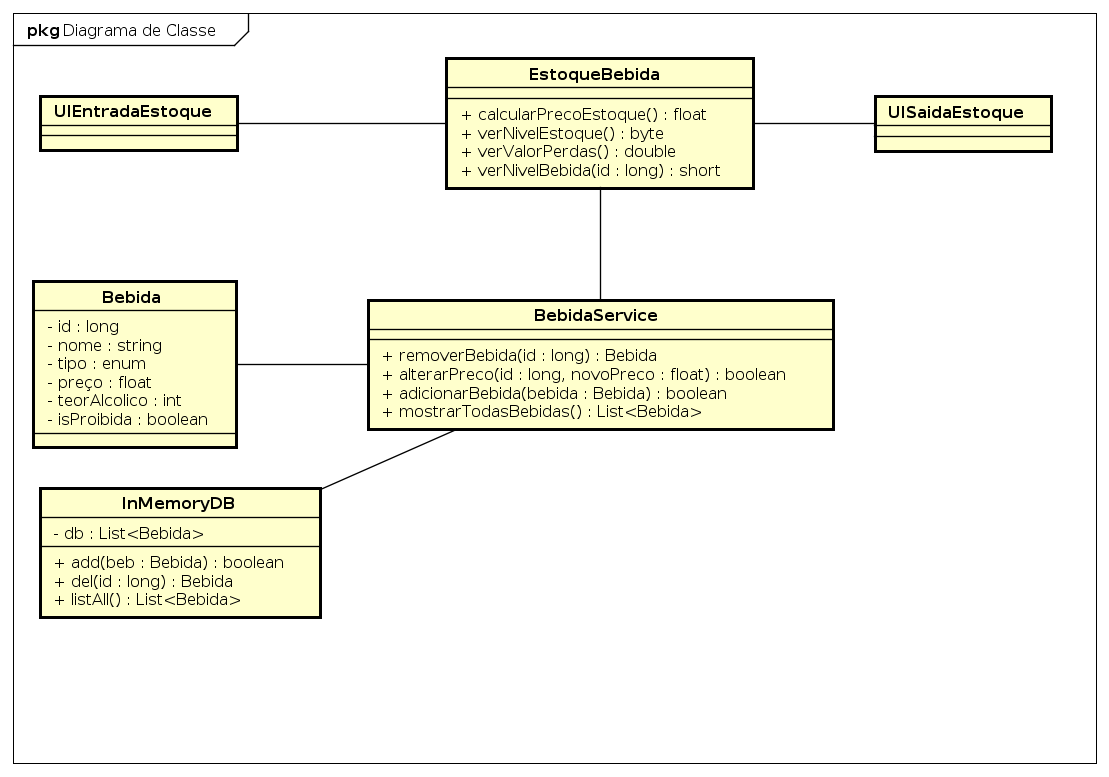 pkg Diagrama de Classe
EstoqueBebida
+ calcularPrecoEstoque() : float
+ verNivelEstoque() : byte
+ verValorPerdas() : double
+ verNivelBebida(id : long) : short
UIEntradaEstoque
UISaidaEstoque
Bebida
- id : long
- nome : string
- tipo : enum
- preço : float
- teorAlcolico : int
- isProibida : boolean
BebidaService
+ removerBebida(id : long) : Bebida
+ alterarPreco(id : long, novoPreco : float) : boolean
+ adicionarBebida(bebida : Bebida) : boolean
+ mostrarTodasBebidas() : List<Bebida>
InMemoryDB
- db : List<Bebida>
+ add(beb : Bebida) : boolean
+ del(id : long) : Bebida
+ listAll() : List<Bebida>